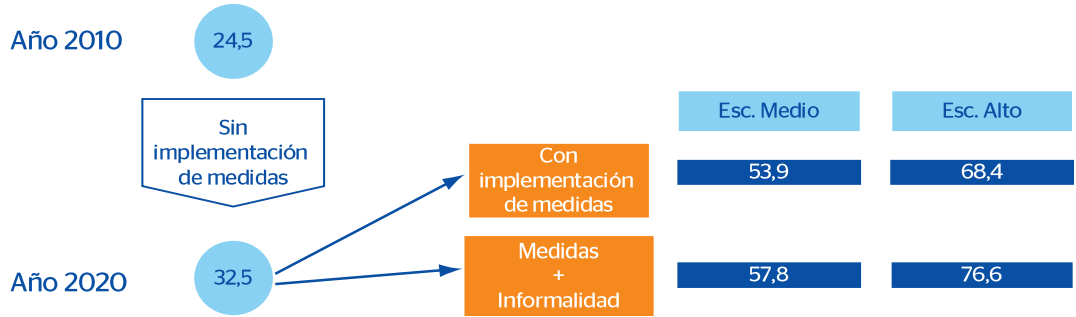 Año 2010
24,5
Sin
implementación
de medidas
Esc. Medio
Esc. Alto
Con
implementación
de medidas
53,9
68,4
Año 2020
32,5
Medidas
+
Informalidad
57,8
76,6